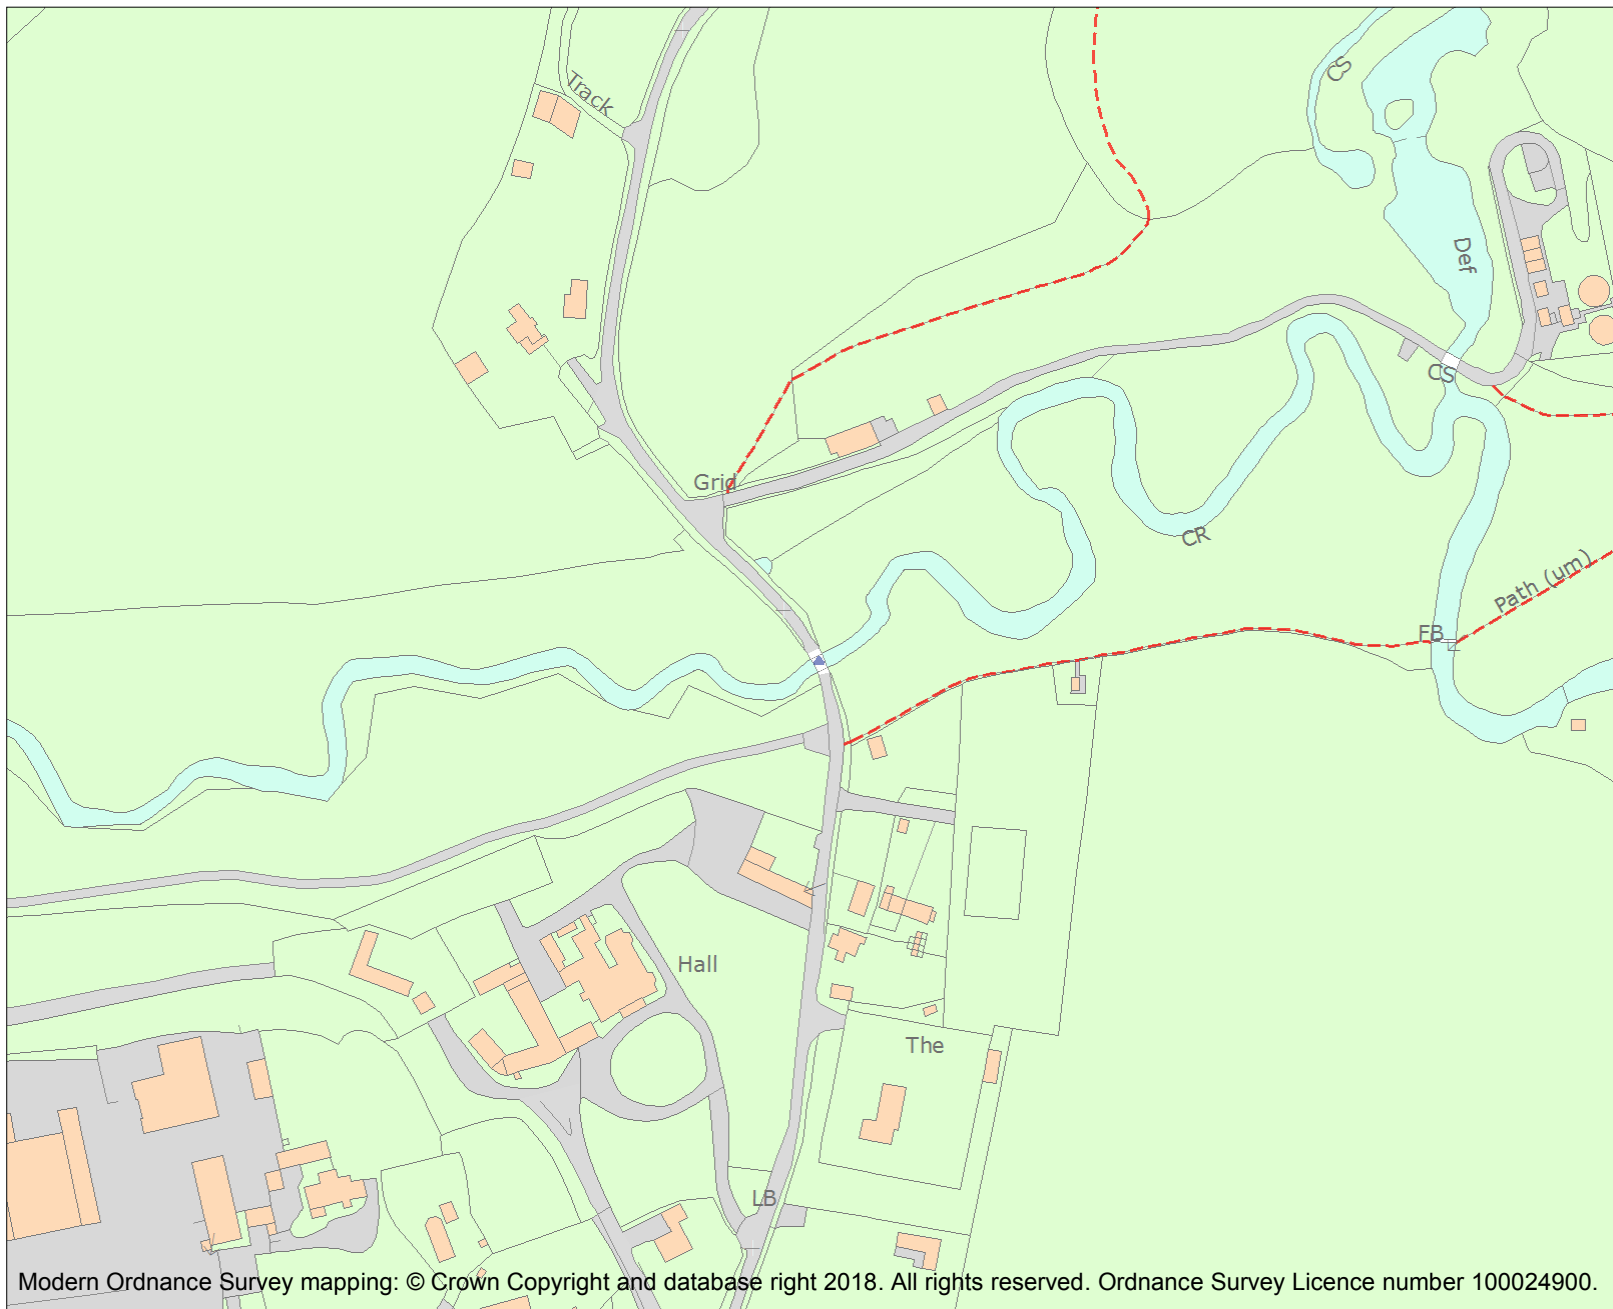 CS
Track
Def
CS
Grid
CR
Path (um)
FB
Hall
The
LB
Modern Ordnance Survey mapping: © Crown Copyright and database right 2018. All rights reserved. Ordnance Survey Licence number 100024900.